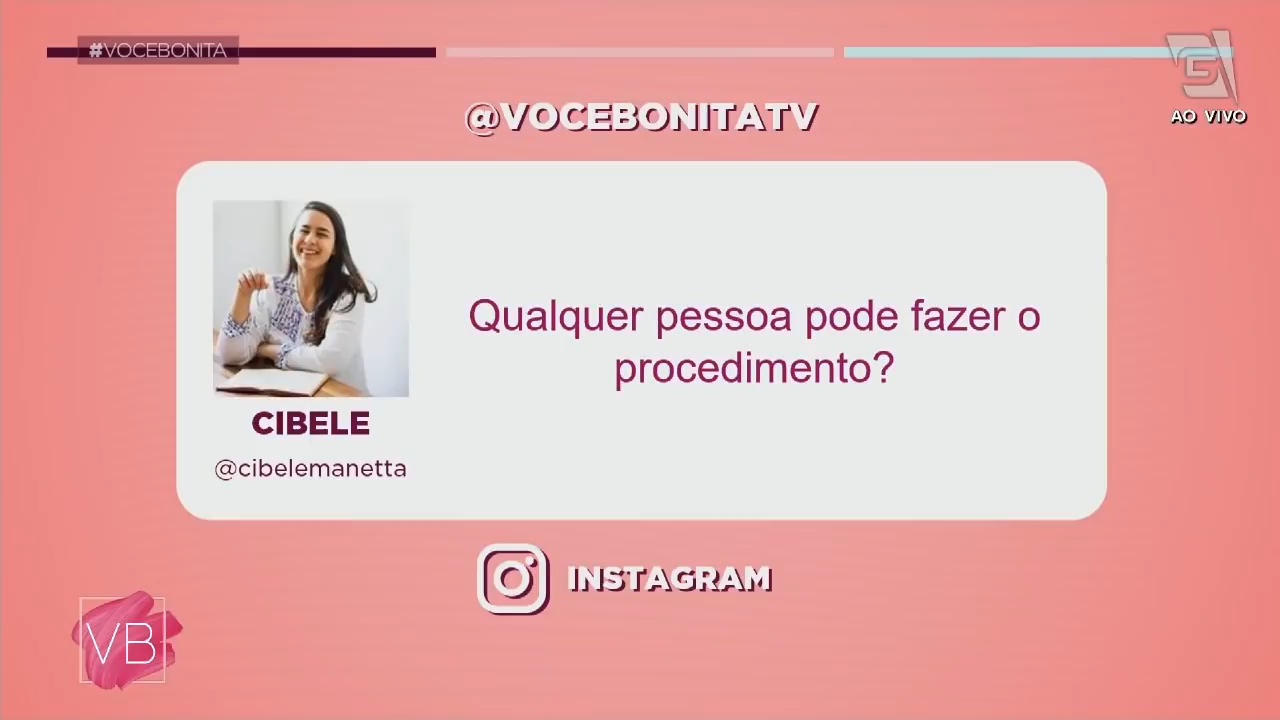 #VOCEBONITA
AO VIVO
@VOCEBONITATV
Qualquer pessoa pode fazer o
procedimento?
CIBELE
@cibelemanetta
INSTAGRAM
VB